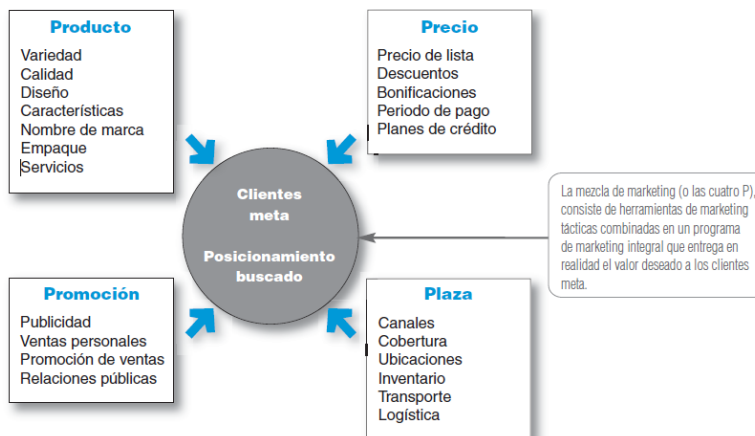 Producto
Variedad
Calidad
Diseño
Características
Nombre de marca
Empaque
Servicios
Precio
Precio de lista
Descuentos
Bonificaciones
Periodo de pago
Planes de crédito
Clientes
meta
Posicionamiento
buscado
La mezcla de marketing (o las cuatro P),
consiste de herramientas de marketing
tácticas combinadas en un programa
de marketing integral que entrega en
realidad el valor deseado a los clientes
meta.
Promoción
Publicidad
Ventas personales
Promoción de ventas
Relaciones públicas
Plaza
Canales
Cobertura
Ubicaciones
Inventario
Transporte
Logística